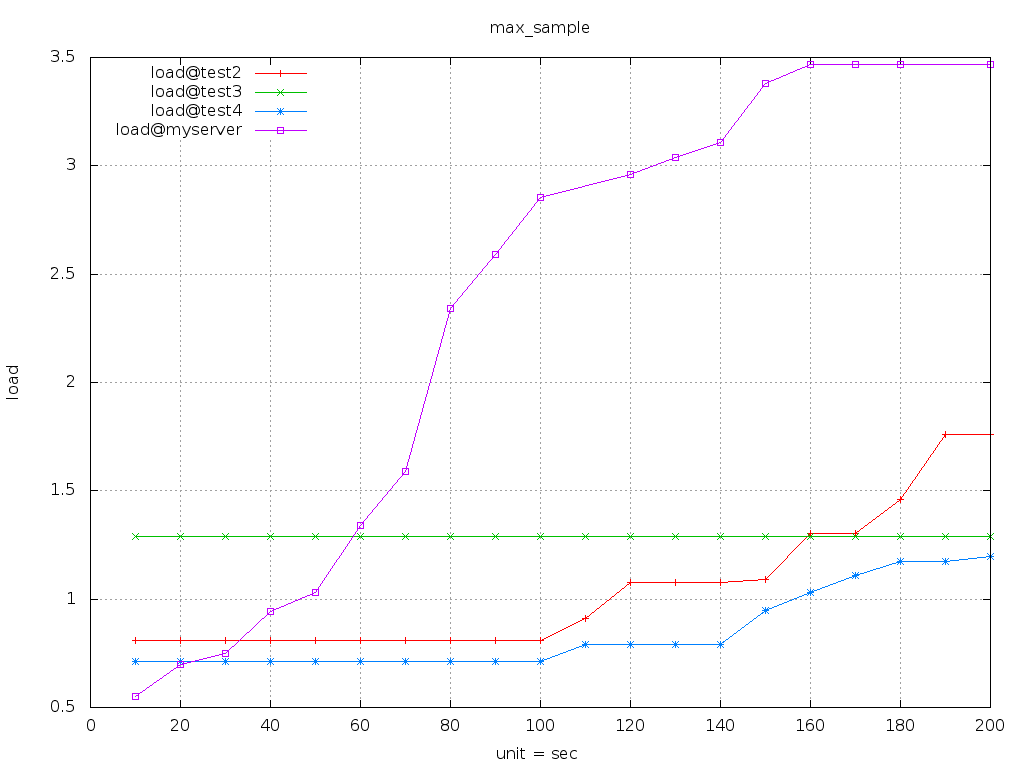 max_sample
3.5
3
2.5
2
1.5
1
0.5
load
load@test2
load@test3
load@test4
load@myserver
0 20 40 60 80 100 120 140 160 180 200
unit = sec